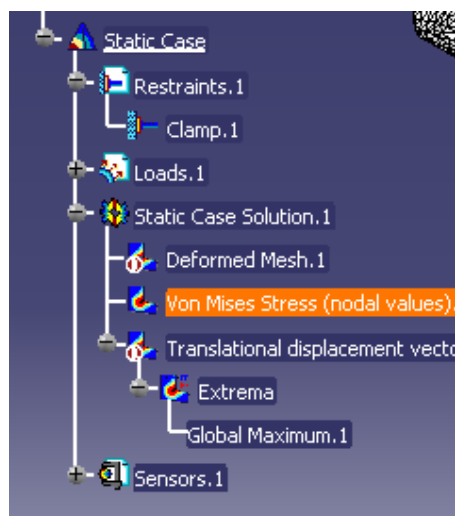 Static Case
Restraints.1
Clamp.1
Loads.1
Static Case Solution.1
Deformed Mesh.1
Von Mises Stress (nodal values).
Translational displacement vecto
Extrema
Global Maximum.1
Sensors.1